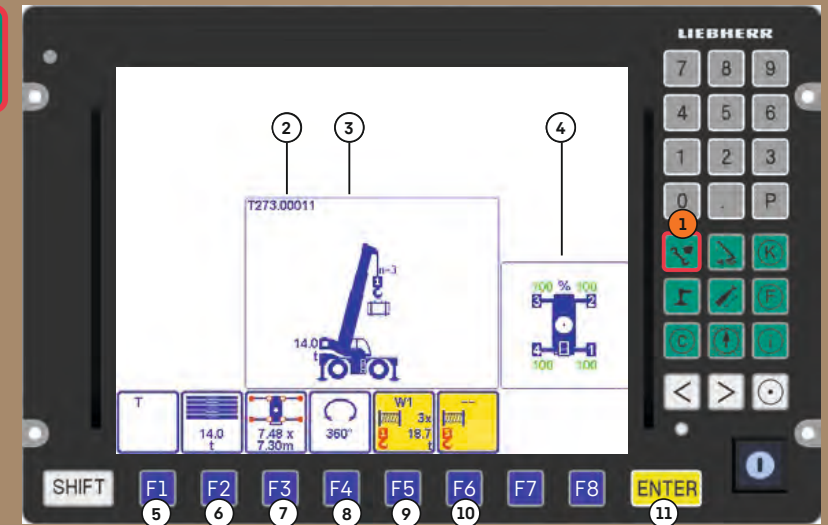 LIEBHERR
7 8 9
4 5 6
1 2 3
0 . P
1
K
F
C i
< >
2 3 4
T273.00011
n-3
1
14.0
t
100 % 100
3 2
4 1
100 100
T
14.0
t
7.48 x
7.30m
360°
W1
3x
18.7
t
--
SHIFT F1 F2 F3 F4 F5 F6 F7 F8 ENTER
5 6 7 8 9 10 11